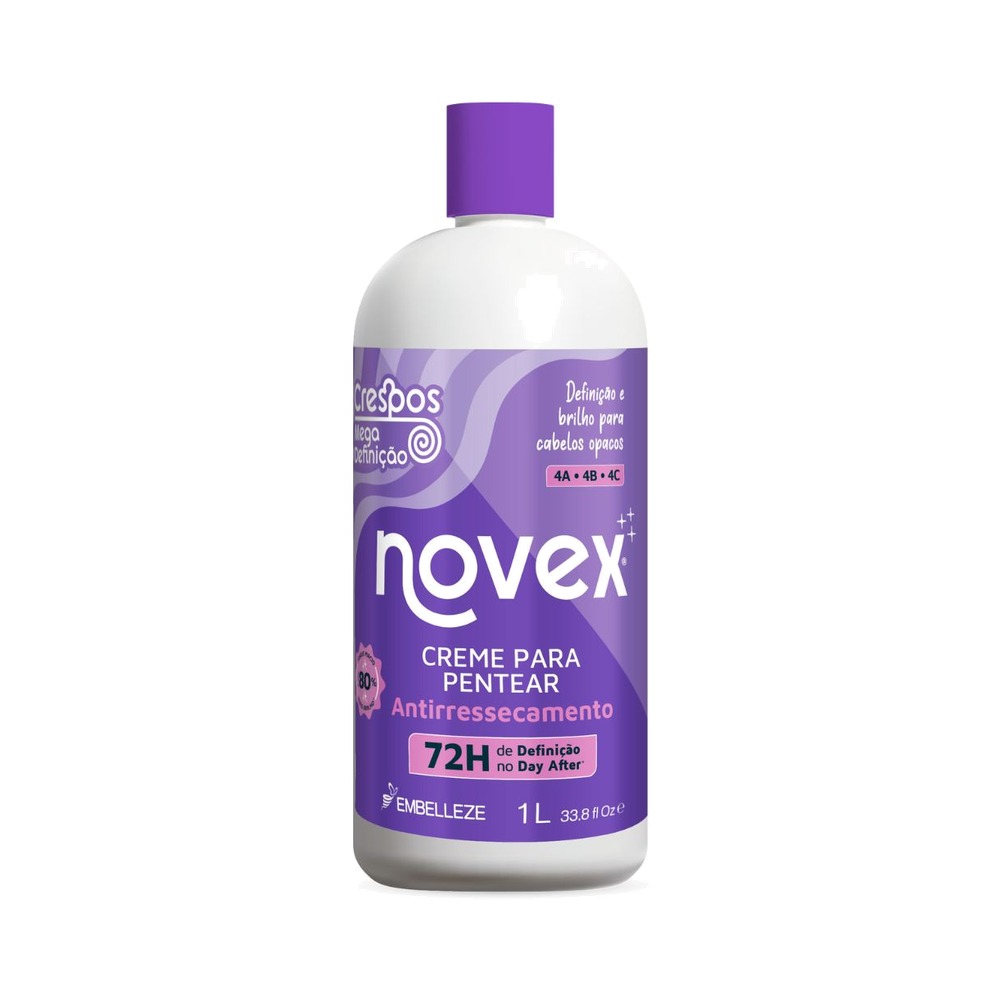 Crespos
Mega
Definição
Definição e
brilho para
cabelos opacos
4A • 4B • 4C
novex®
CREME PARA
PENTEAR
Antirressecamento
80%
72H de Definição
no Day After*
EMBELLEZE 1 L 33.8 fl Oz ℮